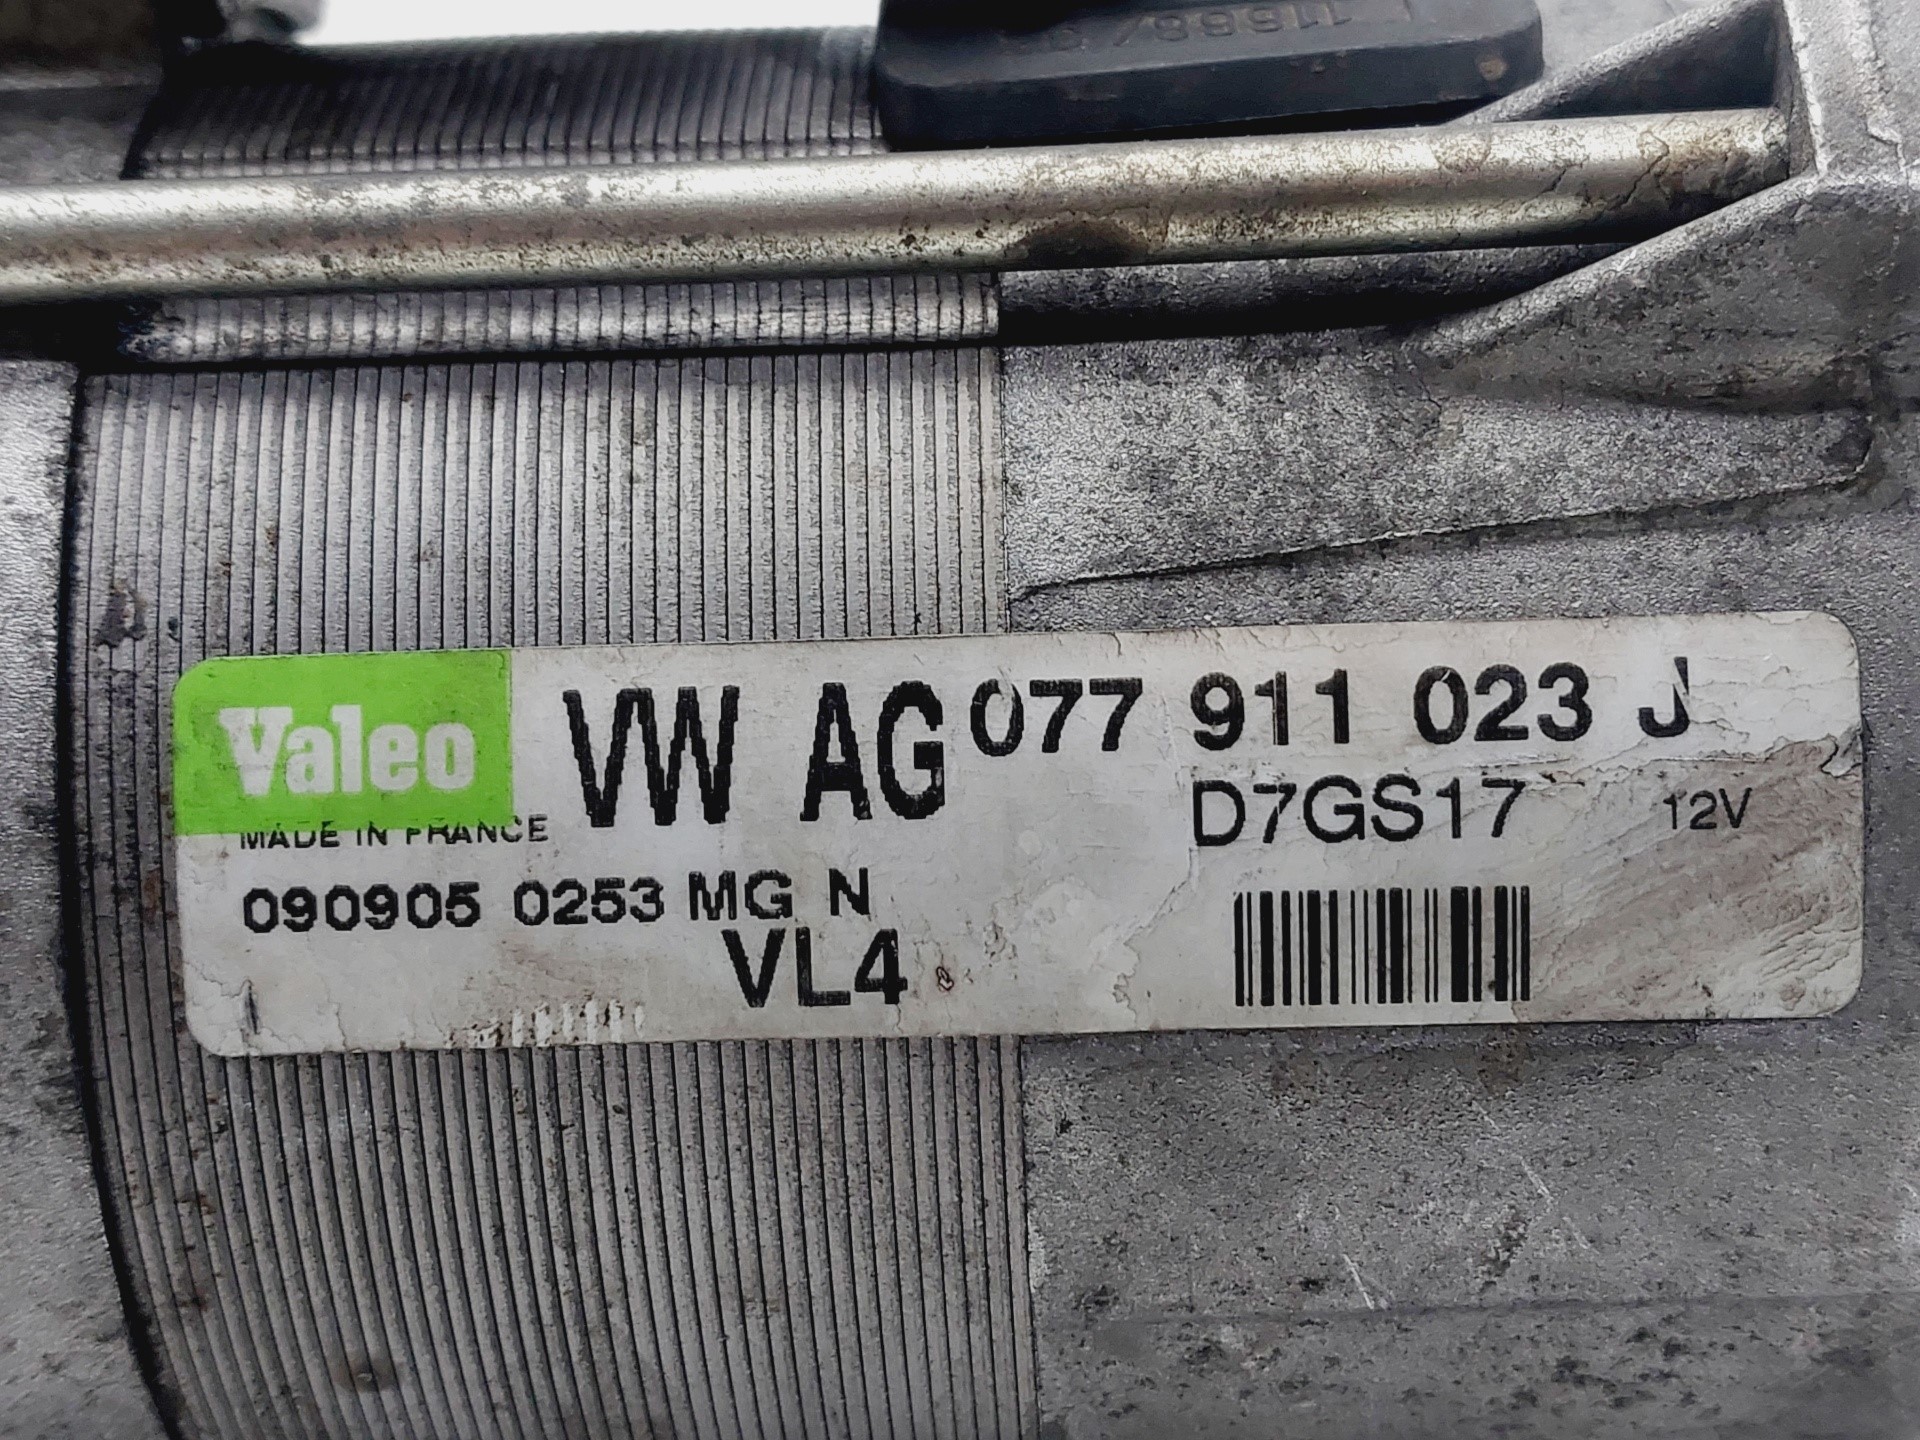 Valeo VW AG 077 911 023 J
MADE IN FRANCE D7GS17 12V
090905 0253 MG N
VL4